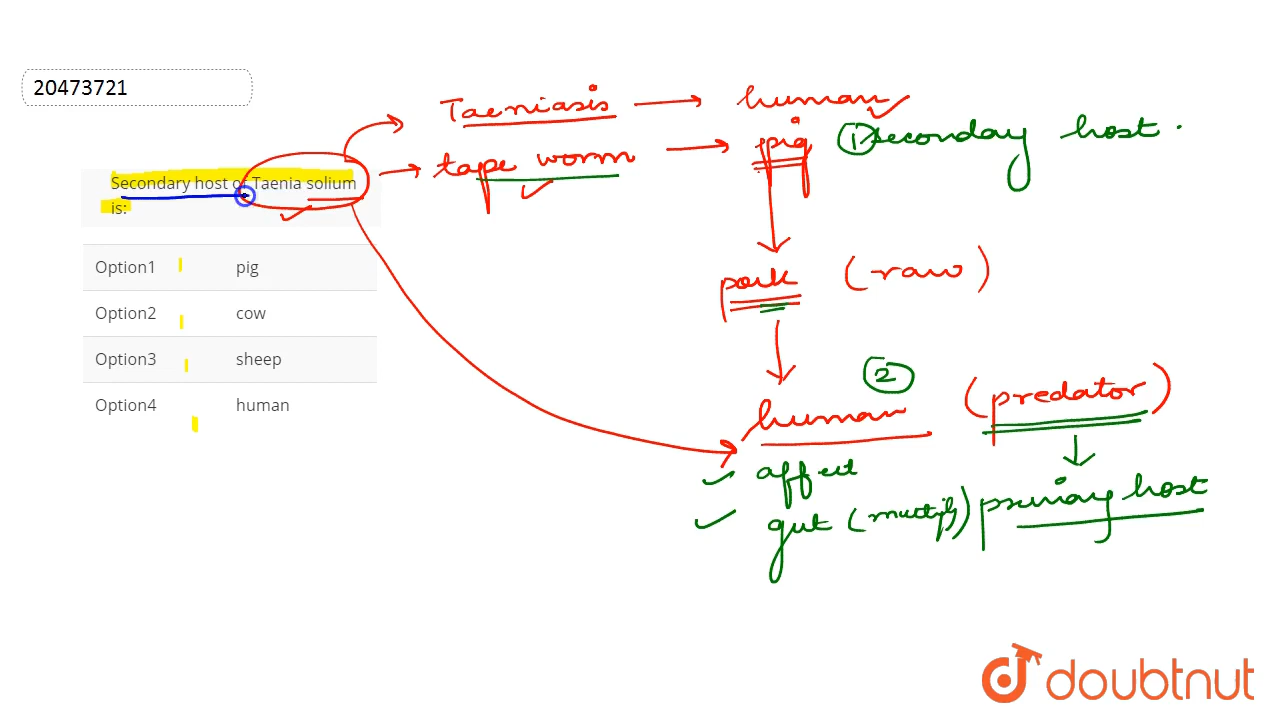 20473721
Secondary host of Taenia solium
is:
Option1 pig
Option2 cow
Option3 sheep
Option4 human
Taeniasis → human
tape worm → pig ① Seconday host.
pork (raw)
②
human (predator)
affect
gut (multiply) primary host
doubtnut